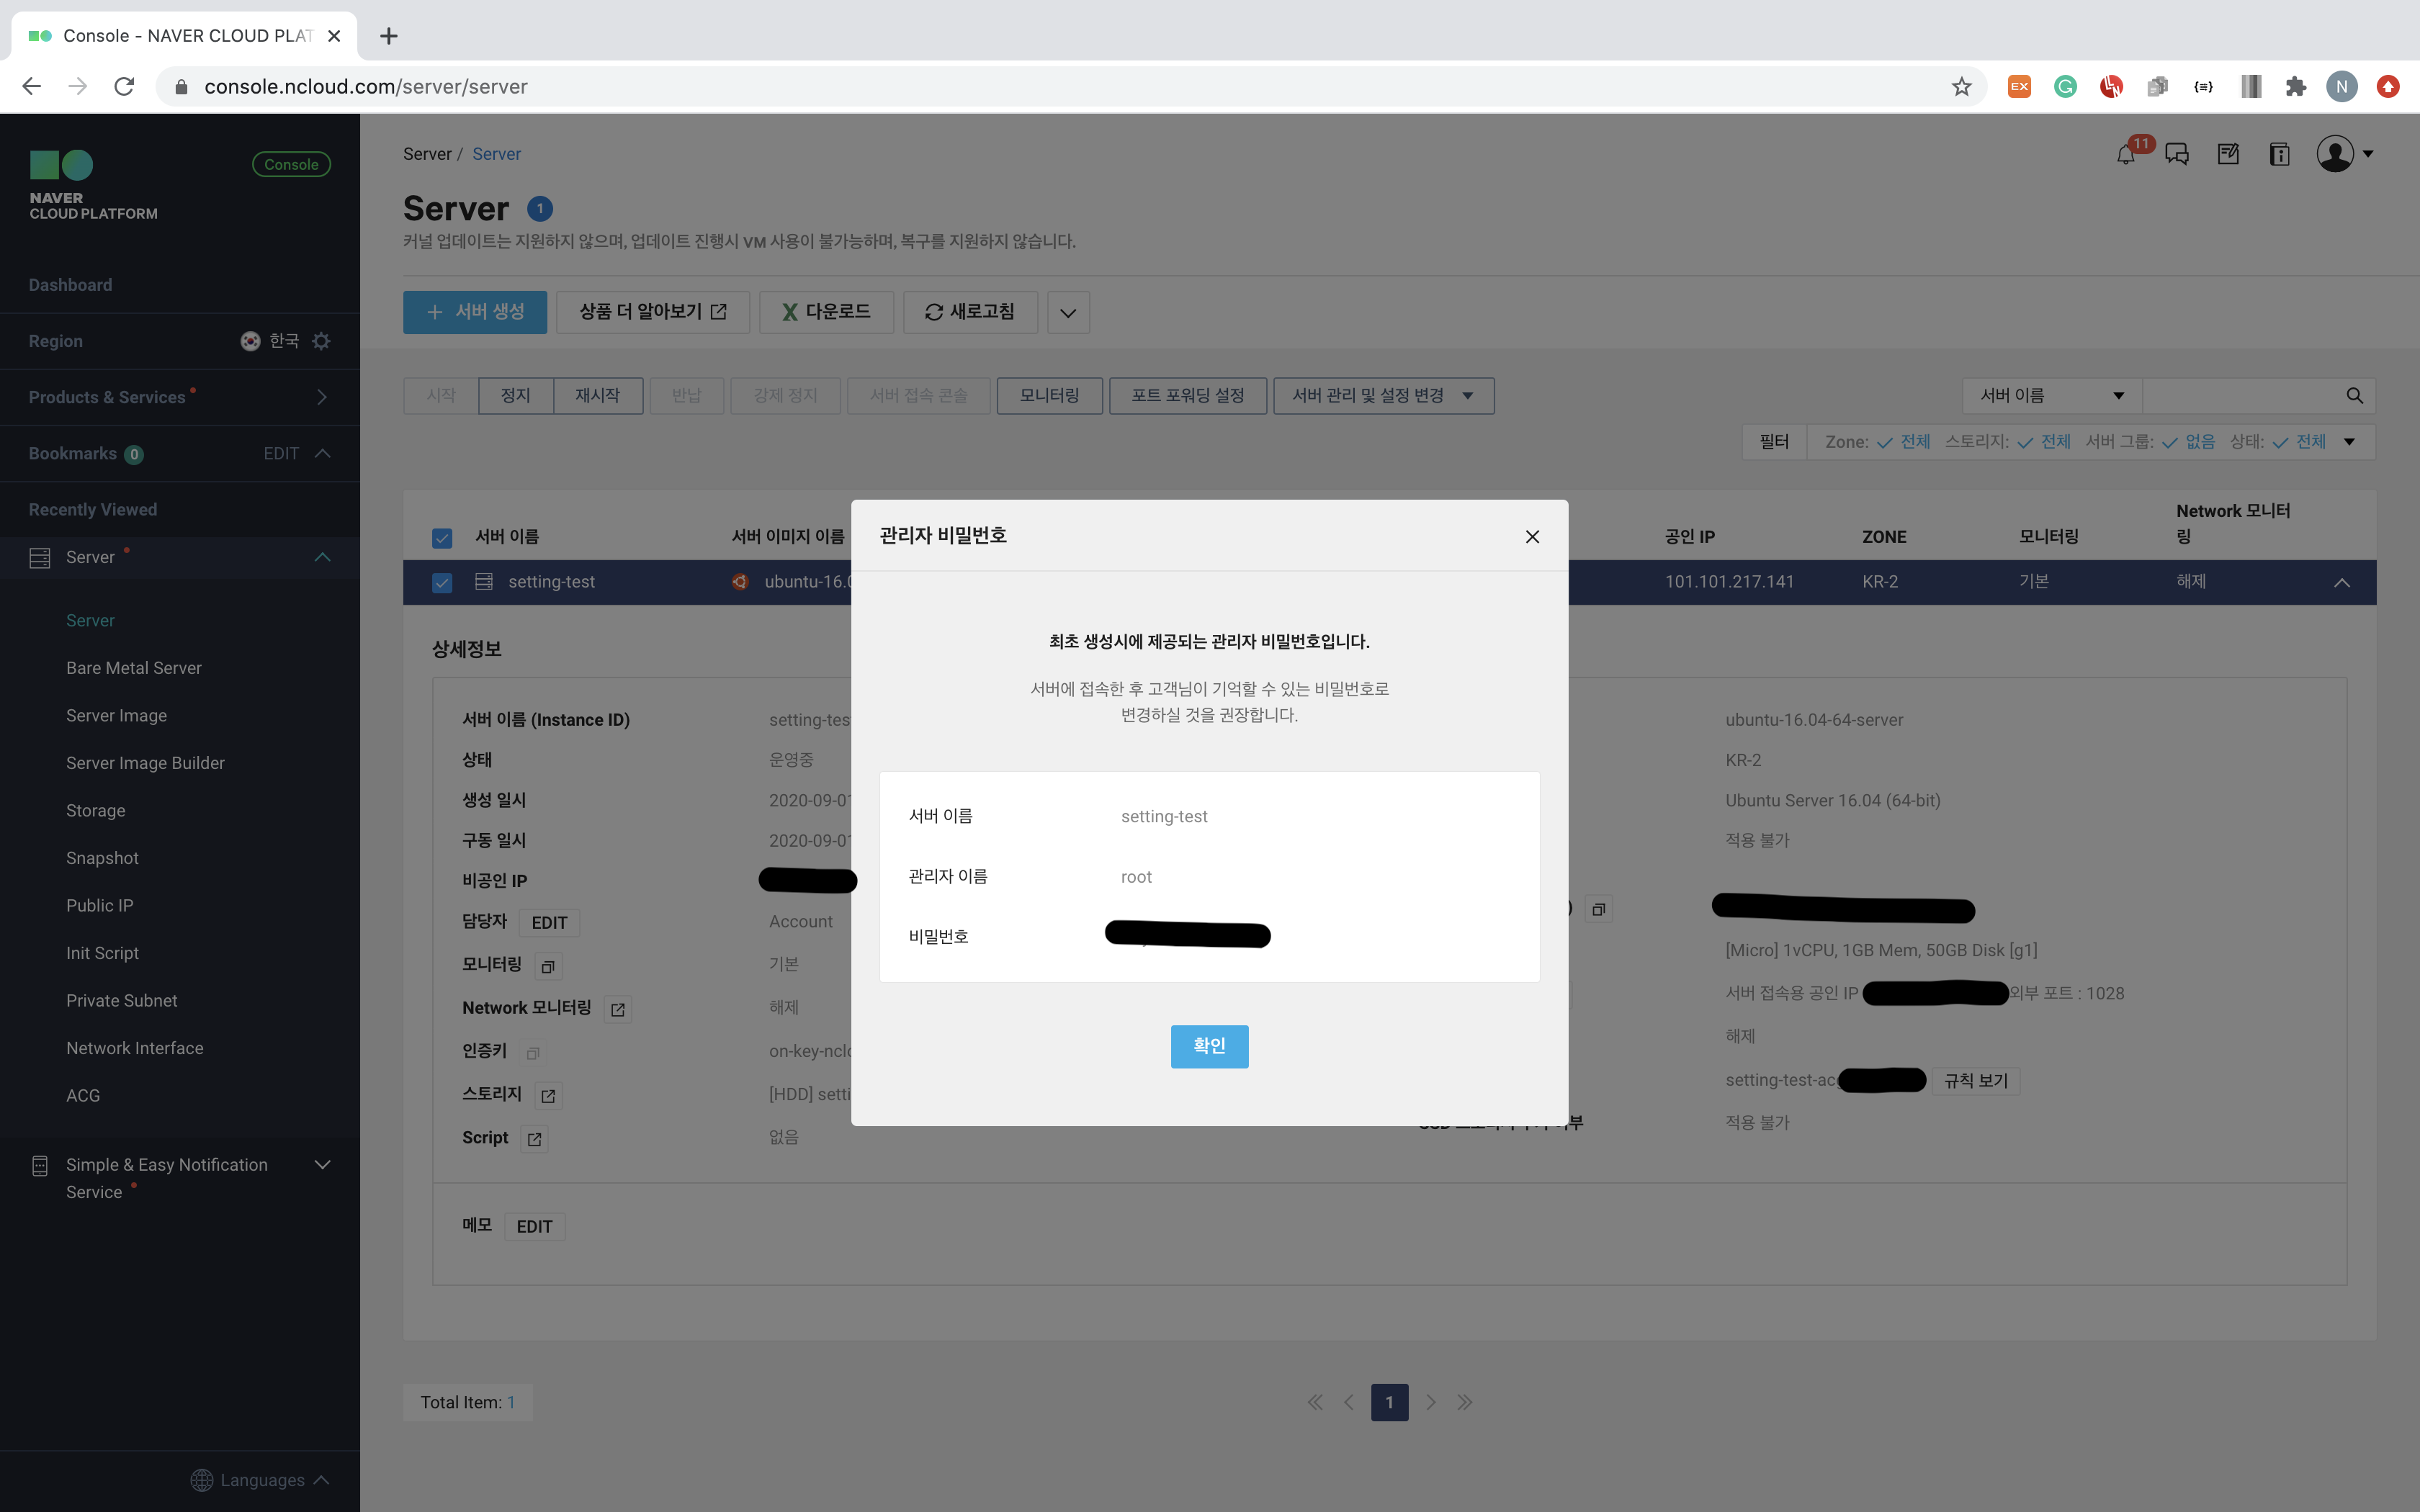 Console - NAVER CLOUD PLAT
console.ncloud.com/server/server
EX
N
Console
NAVER
CLOUD PLATFORM
Dashboard
Region 한국
Products & Services
Bookmarks 0 EDIT
Recently Viewed
Server
Server
Bare Metal Server
Server Image
Server Image Builder
Storage
Snapshot
Public IP
Init Script
Private Subnet
Network Interface
ACG
Simple & Easy Notification
Service
Languages
Server / Server
11
Server 1
커널 업데이트는 지원하지 않으며, 업데이트 진행시 VM 사용이 불가능하며, 복구를 지원하지 않습니다.
+ 서버 생성 상품 더 알아보기 다운로드 새로고침
시작 정지 재시작 반납 강제 정지 서버 접속 콘솔 모니터링 포트 포워딩 설정 서버 관리 및 설정 변경 서버 이름
필터 Zone: 전체 스토리지: 전체 서버 그룹: 없음 상태: 전체
서버 이름 서버 이미지 이름 공인 IP ZONE 모니터링 Network 모니터링
setting-test ubuntu-16.0 101.101.217.141 KR-2 기본 해제
상세정보
서버 이름 (Instance ID) setting-tes ubuntu-16.04-64-server
상태 운영중 KR-2
생성 일시 2020-09-01 Ubuntu Server 16.04 (64-bit)
구동 일시 2020-09-01 적용 불가
비공인 IP
담당자 EDIT Account )
모니터링 기본 [Micro] 1vCPU, 1GB Mem, 50GB Disk [g1]
Network 모니터링 해제 서버 접속용 공인 IP 외부 포트 : 1028
인증키 on-key-nclo 해제
스토리지 [HDD] setti setting-test-ac 규칙 보기
Script 없음 적용 불가
메모 EDIT
관리자 비밀번호
최초 생성시에 제공되는 관리자 비밀번호입니다.
서버에 접속한 후 고객님이 기억할 수 있는 비밀번호로
변경하실 것을 권장합니다.
서버 이름 setting-test
관리자 이름 root
비밀번호
확인
Total Item: 1
1